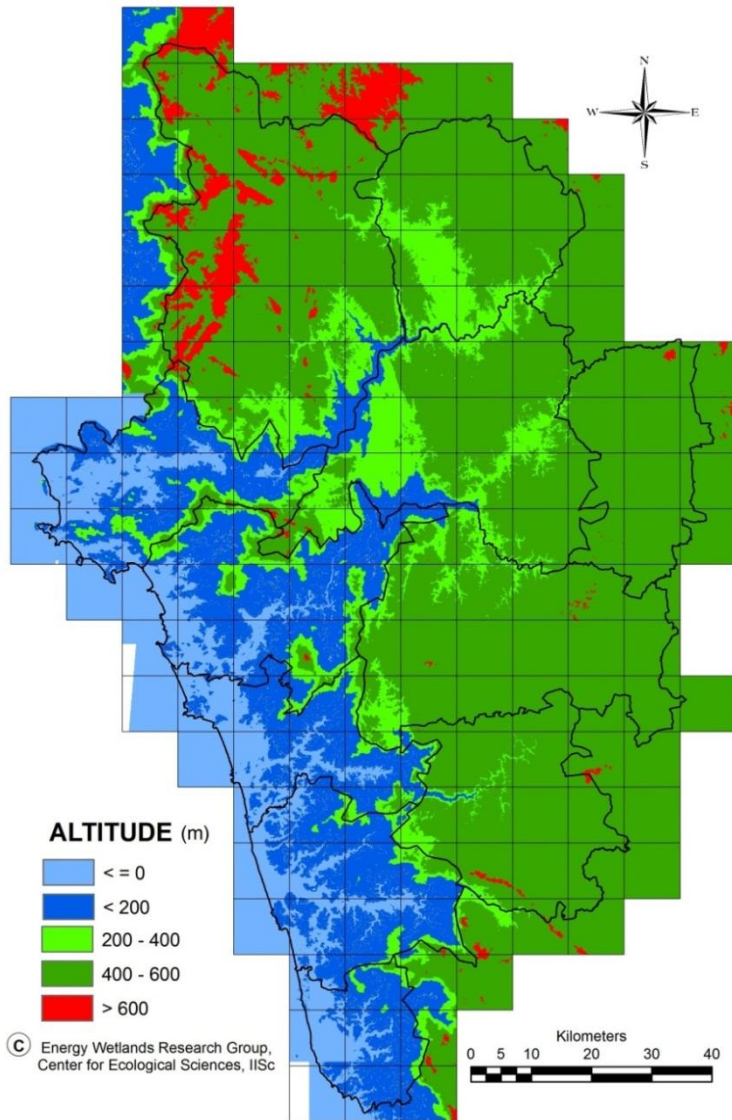 N
W E
S
ALTITUDE (m)
< = 0
< 200
200 - 400
400 - 600
> 600
© Energy Wetlands Research Group,
Center for Ecological Sciences, IISc
Kilometers
0 5 10 20 30 40